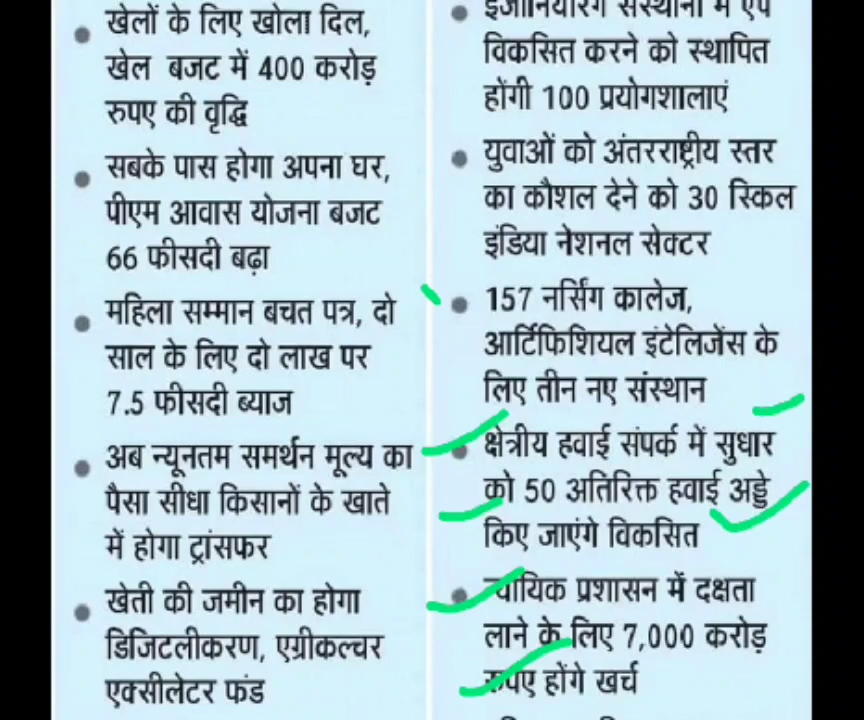 खेलों के लिए खोला दिल,
खेल बजट में 400 करोड़
रुपए की वृद्धि
सबके पास होगा अपना घर,
पीएम आवास योजना बजट
66 फीसदी बढ़ा
महिला सम्मान बचत पत्र, दो
साल के लिए दो लाख पर
7.5 फीसदी ब्याज
अब न्यूनतम समर्थन मूल्य का
पैसा सीधा किसानों के खाते
में होगा ट्रांसफर
खेती की जमीन का होगा
डिजिटलीकरण, एग्रीकल्चर
एक्सीलेटर फंड
इंजीनियरिंग संस्थानों में एप
विकसित करने को स्थापित
होंगी 100 प्रयोगशालाएं
युवाओं को अंतरराष्ट्रीय स्तर
का कौशल देने को 30 स्किल
इंडिया नेशनल सेक्टर
157 नर्सिंग कालेज,
आर्टिफिशियल इंटेलिजेंस के
लिए तीन नए संस्थान
क्षेत्रीय हवाई संपर्क में सुधार
को 50 अतिरिक्त हवाई अड्डे
किए जाएंगे विकसित
न्यायिक प्रशासन में दक्षता
लाने के लिए 7,000 करोड़
रुपए होंगे खर्च